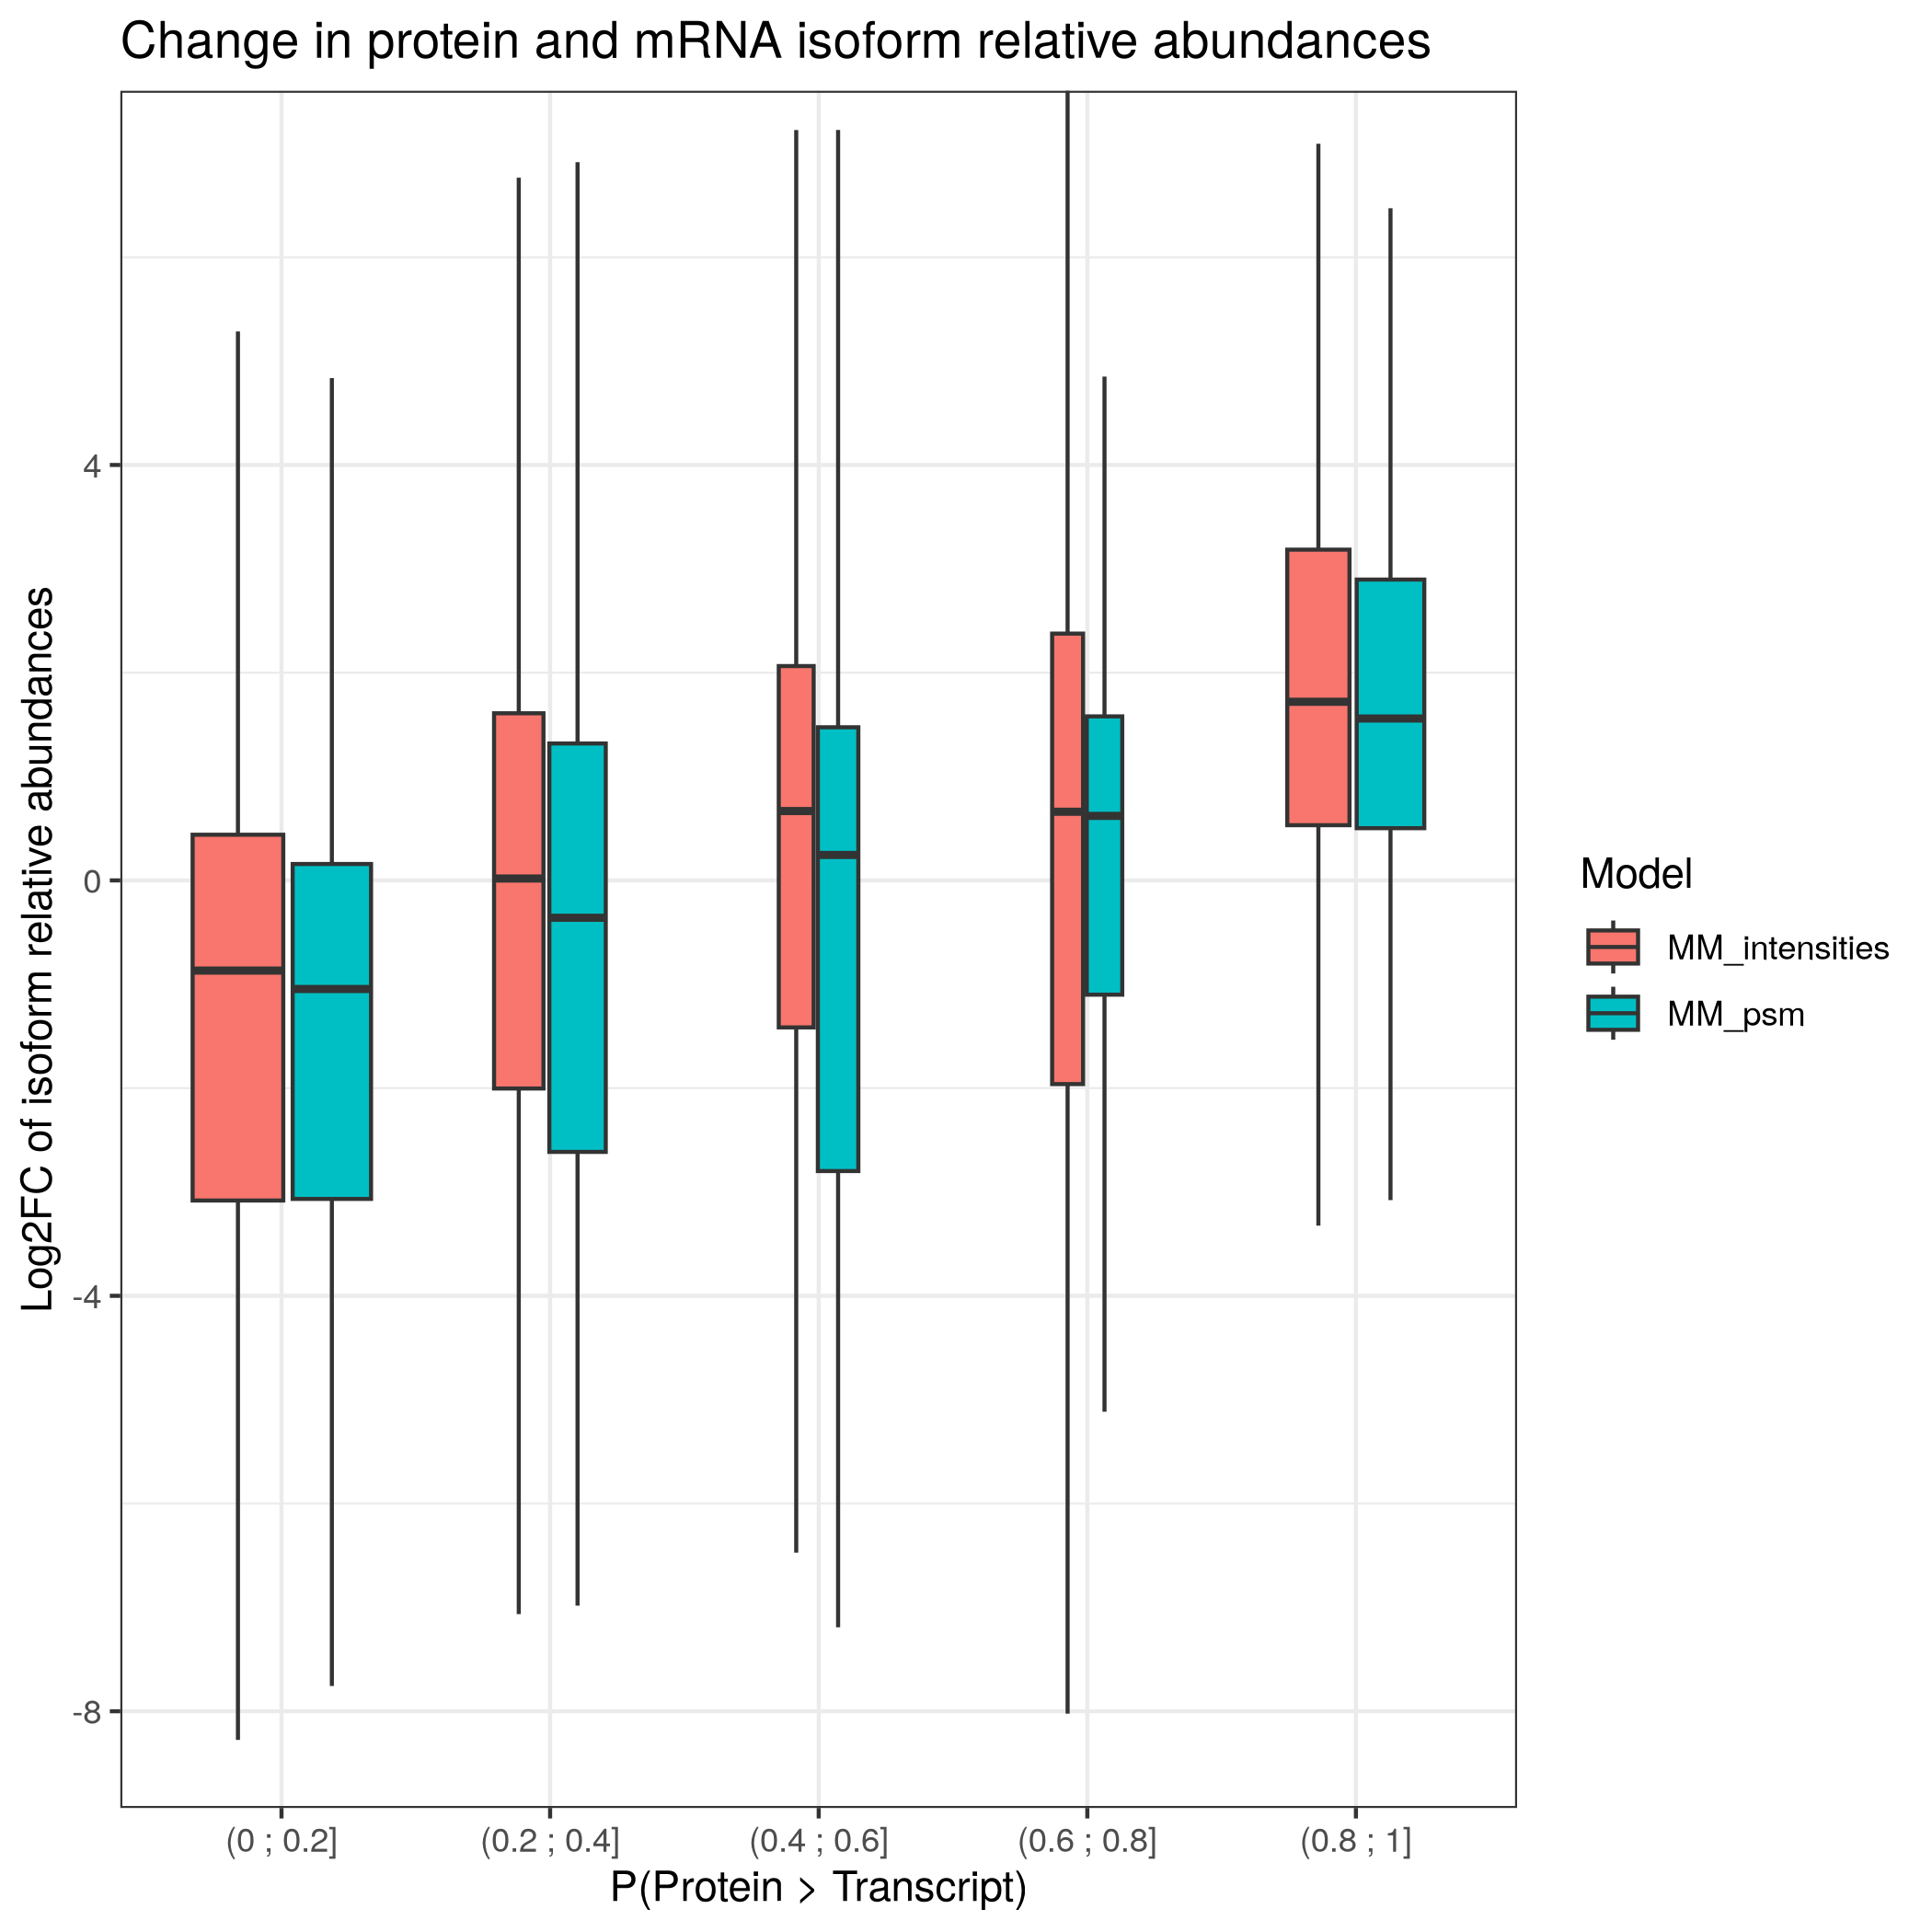 Change in protein and mRNA isoform relative abundances
Log2FC of isoform relative abundances
4
0
-4
-8
(0 ; 0.2]
(0.2 ; 0.4]
(0.4 ; 0.6]
(0.6 ; 0.8]
(0.8 ; 1]
P(Protein > Transcript)
Model
MM_intensities
MM_psm